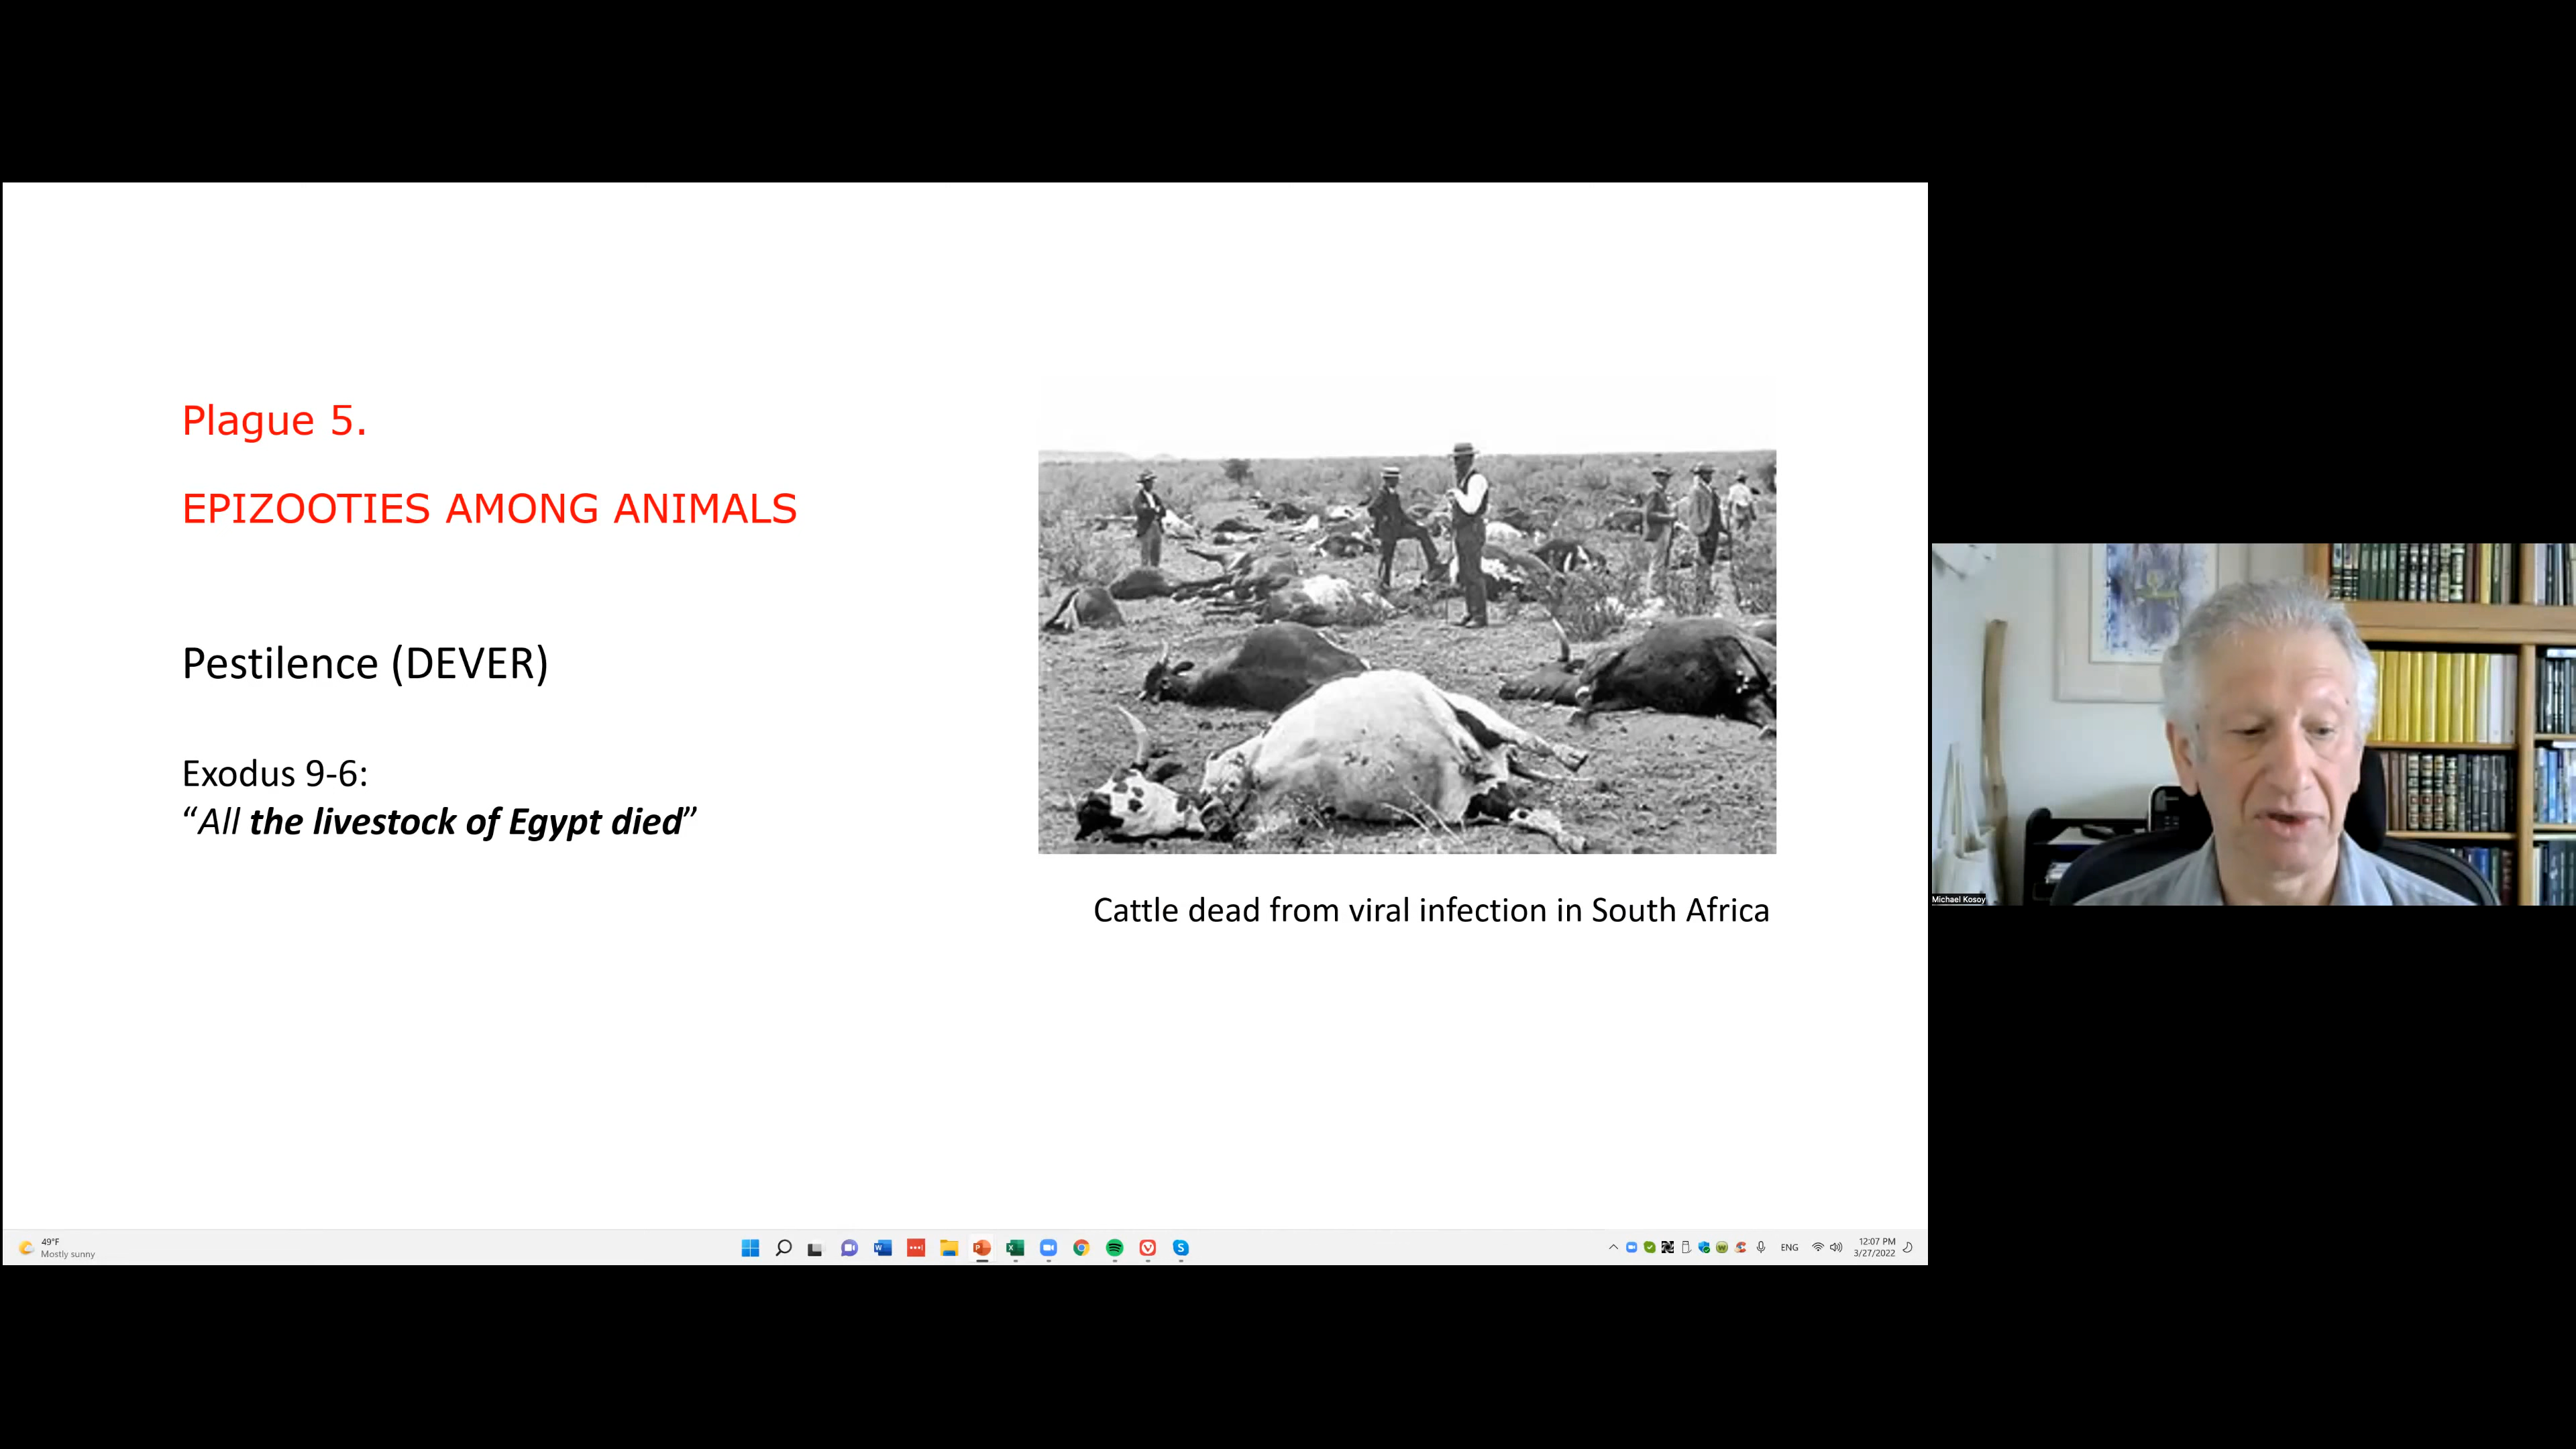 Plague 5.
EPIZOOTIES AMONG ANIMALS
Pestilence (DEVER)
Exodus 9-6:
“All the livestock of Egypt died”
Cattle dead from viral infection in South Africa
Michael Kosoy
49°F
Mostly sunny
ENG
12:07 PM
3/27/2022